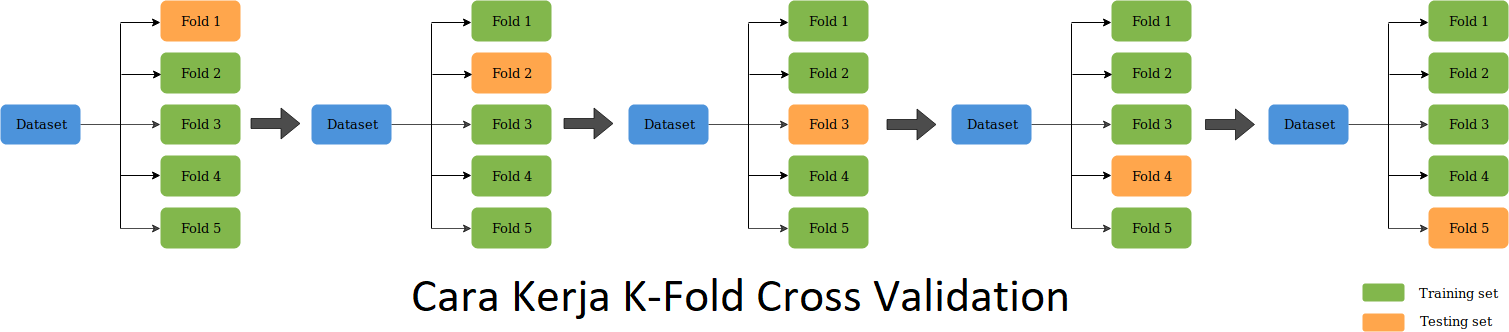 Fold 1
Fold 2
Dataset
Fold 3
Fold 4
Fold 5
Fold 1
Fold 2
Dataset
Fold 3
Fold 4
Fold 5
Fold 1
Fold 2
Dataset
Fold 3
Fold 4
Fold 5
Fold 1
Fold 2
Dataset
Fold 3
Fold 4
Fold 5
Fold 1
Fold 2
Dataset
Fold 3
Fold 4
Fold 5
Cara Kerja K-Fold Cross Validation
Training set
Testing set